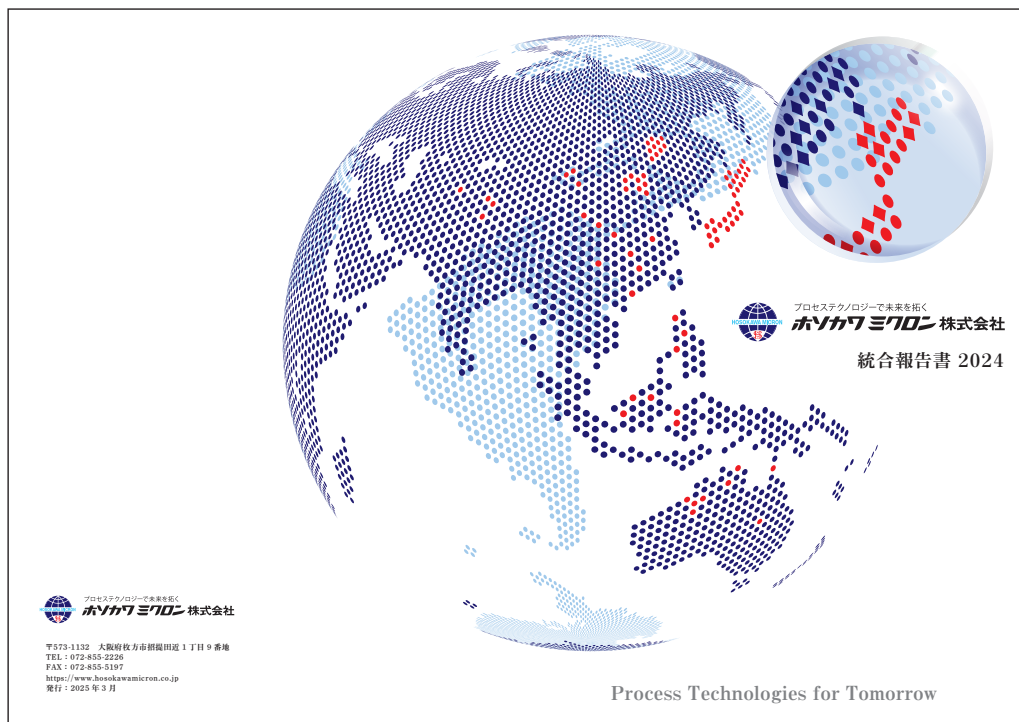 プロセステクノロジーで未来を拓く
HOSOKAWA MICRON
ホソカワミクロン株式会社
統合報告書 2024
プロセステクノロジーで未来を拓く
ホソカワミクロン株式会社
〒573-1132 大阪府枚方市招提田近1丁目9番地
TEL：072-855-2226
FAX：072-855-5197
https://www.hosokawamicron.co.jp
発行：2025年3月
Process Technologies for Tomorrow